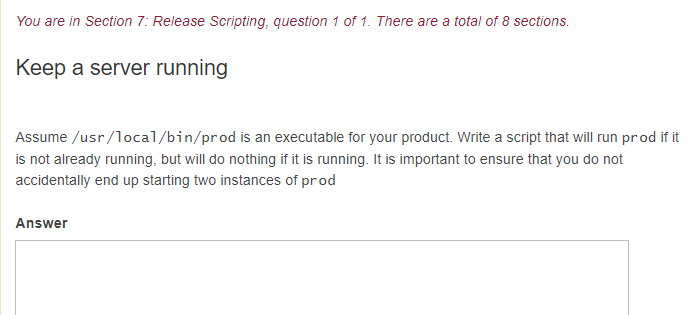 You are in Section 7: Release Scripting, question 1 of 1. There are a total of 8 sections.
Keep a server running
Assume /usr/local/bin/prod is an executable for your product. Write a script that will run prod if it
is not already running, but will do nothing if it is running. It is important to ensure that you do not
accidentally end up starting two instances of prod
Answer